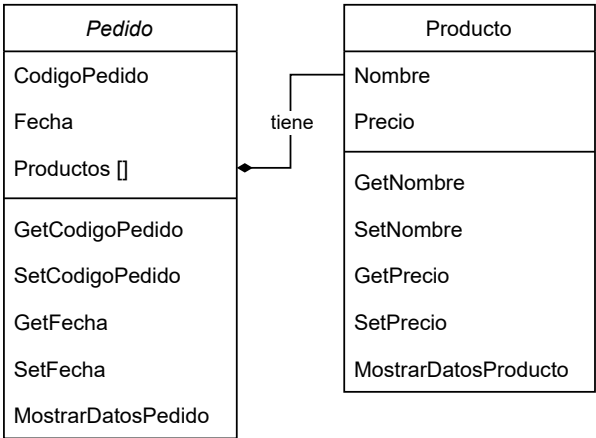 Pedido
CodigoPedido
Fecha
Productos []
GetCodigoPedido
SetCodigoPedido
GetFecha
SetFecha
MostrarDatosPedido
tiene
Producto
Nombre
Precio
GetNombre
SetNombre
GetPrecio
SetPrecio
MostrarDatosProducto